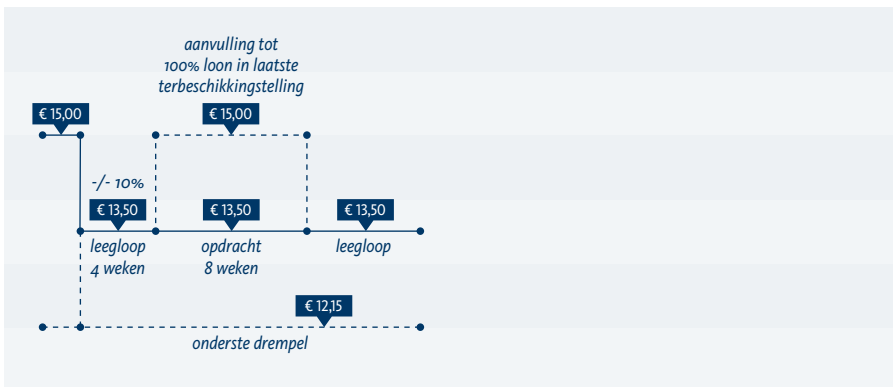 aanvulling tot
100% loon in laatste
terbeschikkingstelling
€ 15,00
€ 15,00
-/- 10%
€ 13,50
€ 13,50
€ 13,50
leegloop
4 weken
opdracht
8 weken
leegloop
€ 12,15
onderste drempel